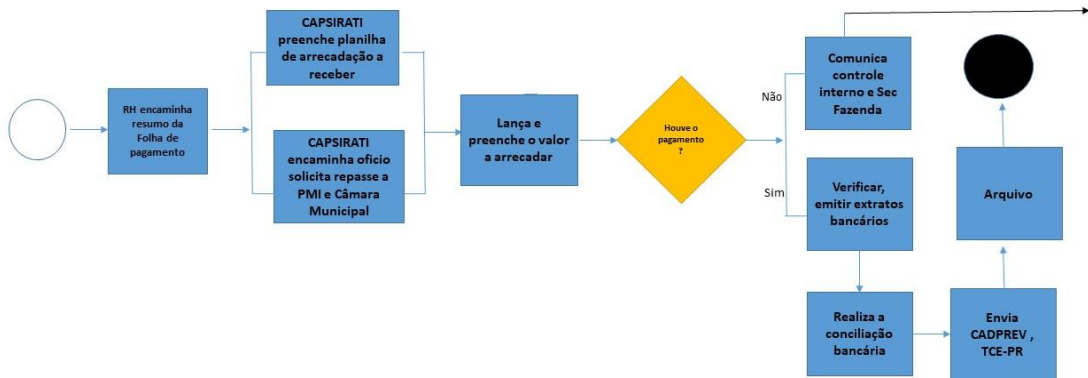 RH encaminha
resumo da
Folha de
pagamento
CAPSIRATI
preenche planilha
de arrecadação a
receber
CAPSIRATI
encaminha oficio
solicita repasse a
PMI e Câmara
Municipal
Lança e
preenche o valor
a arrecadar
Houve o
pagamento
?
Não
Sim
Comunica
controle
interno e Sec
Fazenda
Verificar,
emitir extratos
bancários
Realiza a
conciliação
bancária
Envia
CADPREV ,
TCE-PR
Arquivo